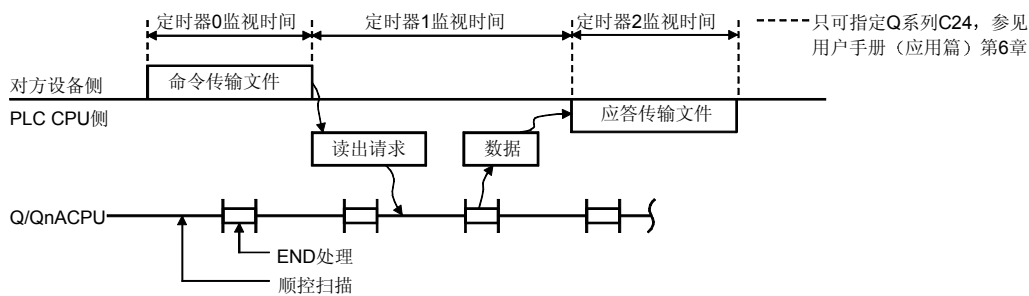 定时器0监视时间
定时器1监视时间
定时器2监视时间
只可指定Q系列C24，参见
用户手册（应用篇）第6章
对方设备侧
命令传输文件
PLC CPU侧
应答传输文件
读出请求
数据
Q/QnACPU
END处理
顺控扫描